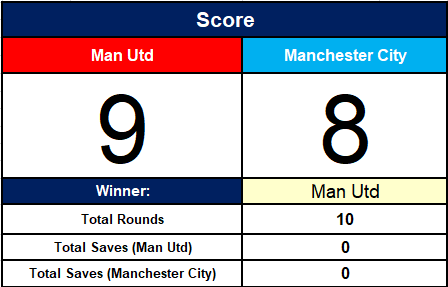 Score
Man Utd Manchester City
9 8
Winner: Man Utd
Total Rounds 10
Total Saves (Man Utd) 0
Total Saves (Manchester City) 0